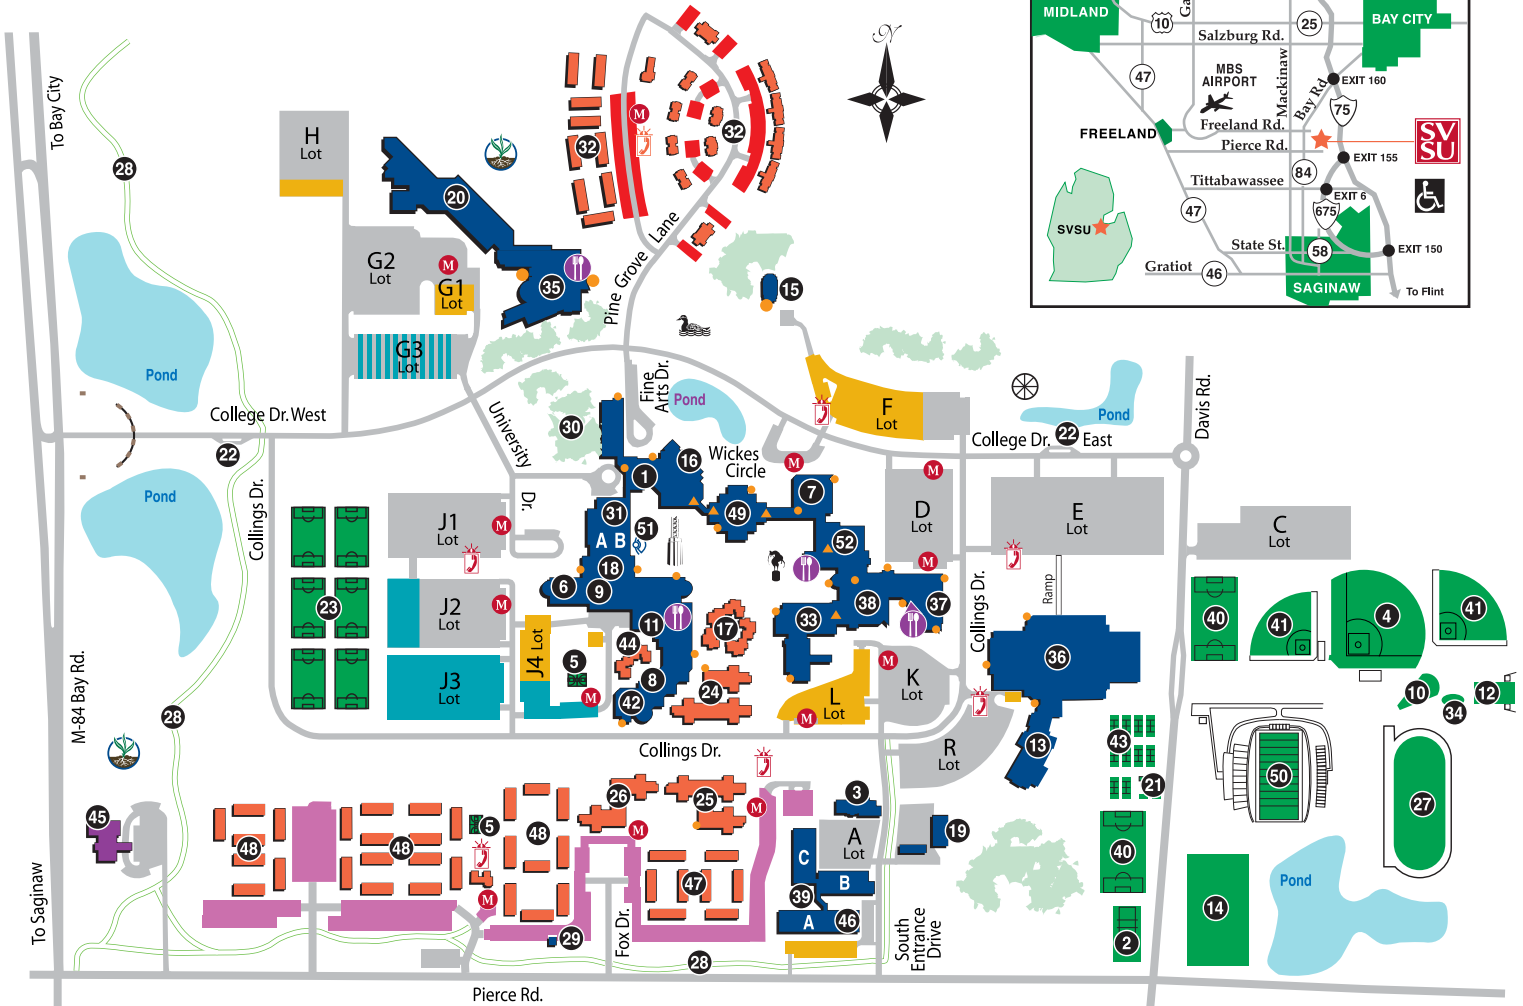 MIDLAND
10
Ga
25
BAY CITY
Salzburg Rd.
47
MBS
AIRPORT
Mackinaw
Bay Rd.
EXIT 160
75
FREELAND
Freeland Rd.
Pierce Rd.
SV
SU
EXIT 155
84
Tittabawassee
EXIT 6
47
675
SVSU
State St.
58
EXIT 150
Gratiot
46
SAGINAW
To Flint
N
To Bay City
28
H
Lot
20
32
M
32
Pine Grove Lane
G2
Lot
M
G1
Lot
35
15
G3
Lot
Pond
College Dr. West
22
University
Dr.
Fine
Arts Dr.
Pond
30
F
Lot
Pond
College Dr.
22
East
Davis Rd.
Wickes
Circle
M
16
1
7
49
M
D
Lot
M
E
Lot
C
Lot
Pond
Collings Dr.
J1
Lot
M
31
A B
51
18
6
9
52
38
37
33
Collings Dr.
Ramp
23
J2
Lot
M
11
17
44
J4 Lot
5
M
8
42
24
J3
Lot
L
Lot
M
M
K
Lot
R
Lot
36
13
40
41
4
41
10
34
12
43
21
50
27
M-84 Bay Rd.
28
Collings Dr.
45
48
48
5
48
26
25
M
M
M
47
3
A
Lot
19
C
B
39
A
46
40
14
2
Pond
To Saginaw
29
Fox Dr.
28
South
Entrance
Drive
Pierce Rd.